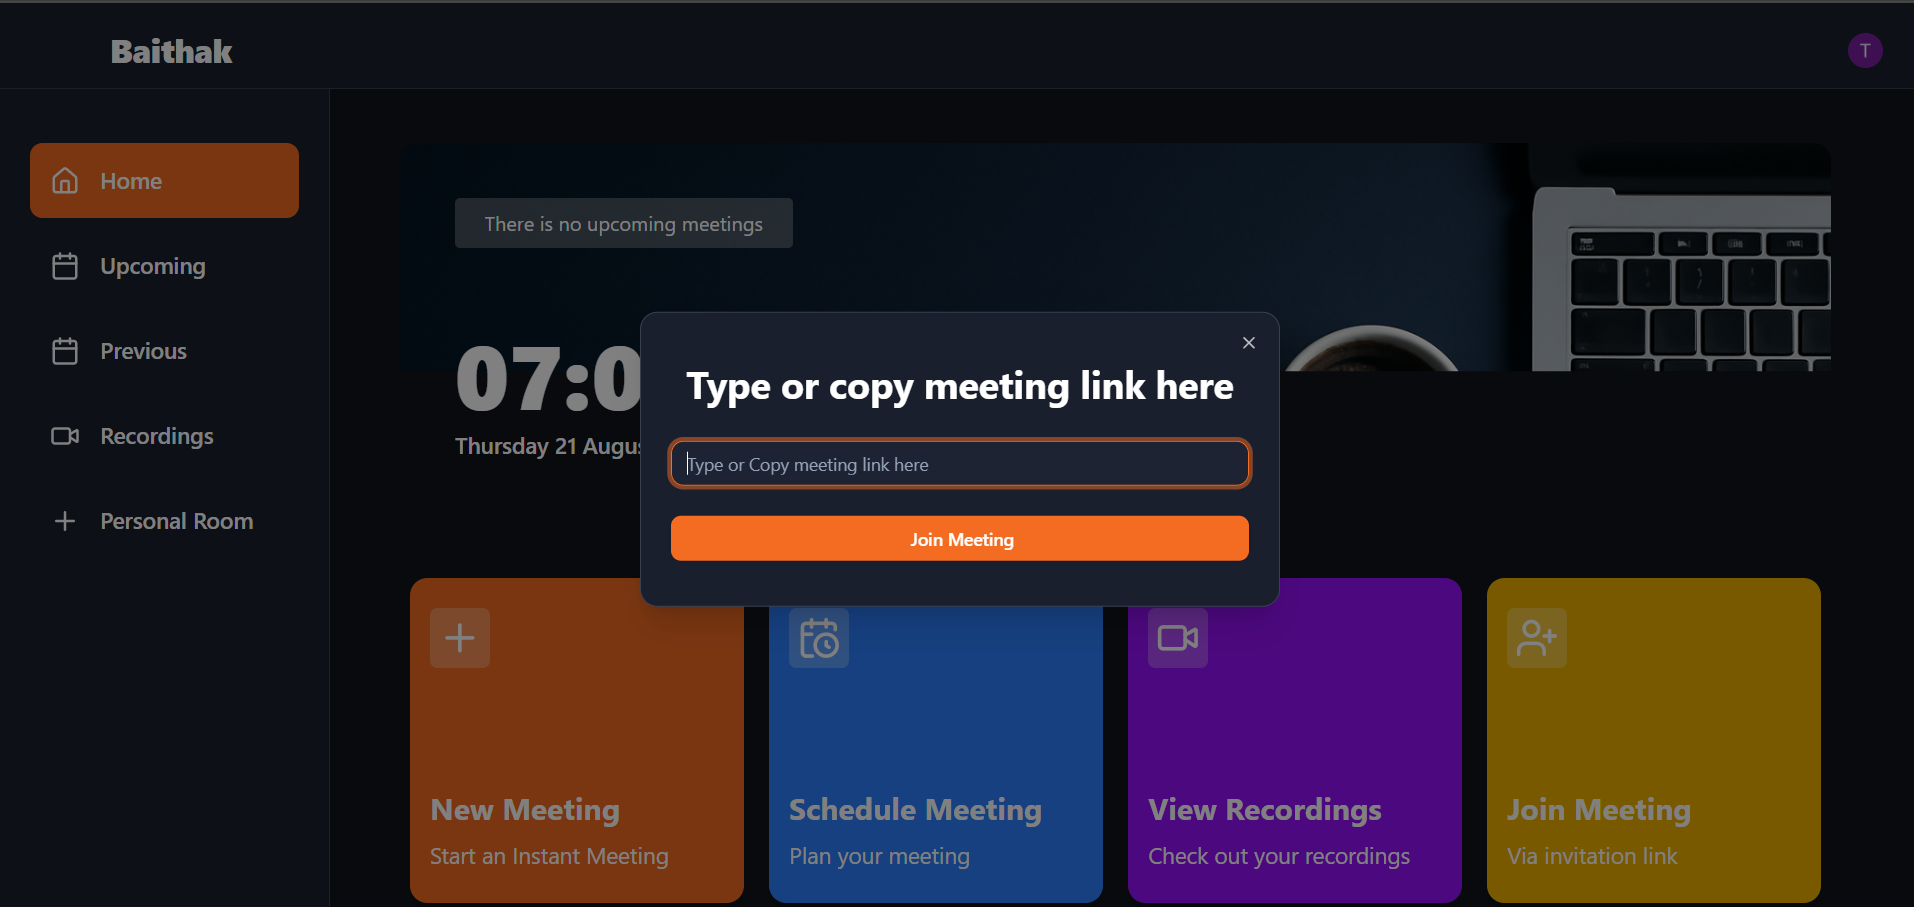 Baithak
T
Home
Upcoming
Previous
Recordings
Personal Room
There is no upcoming meetings
07:0
Thursday 21 Augus
Type or copy meeting link here
Type or Copy meeting link here
Join Meeting
New Meeting
Start an Instant Meeting
Schedule Meeting
Plan your meeting
View Recordings
Check out your recordings
Join Meeting
Via invitation link